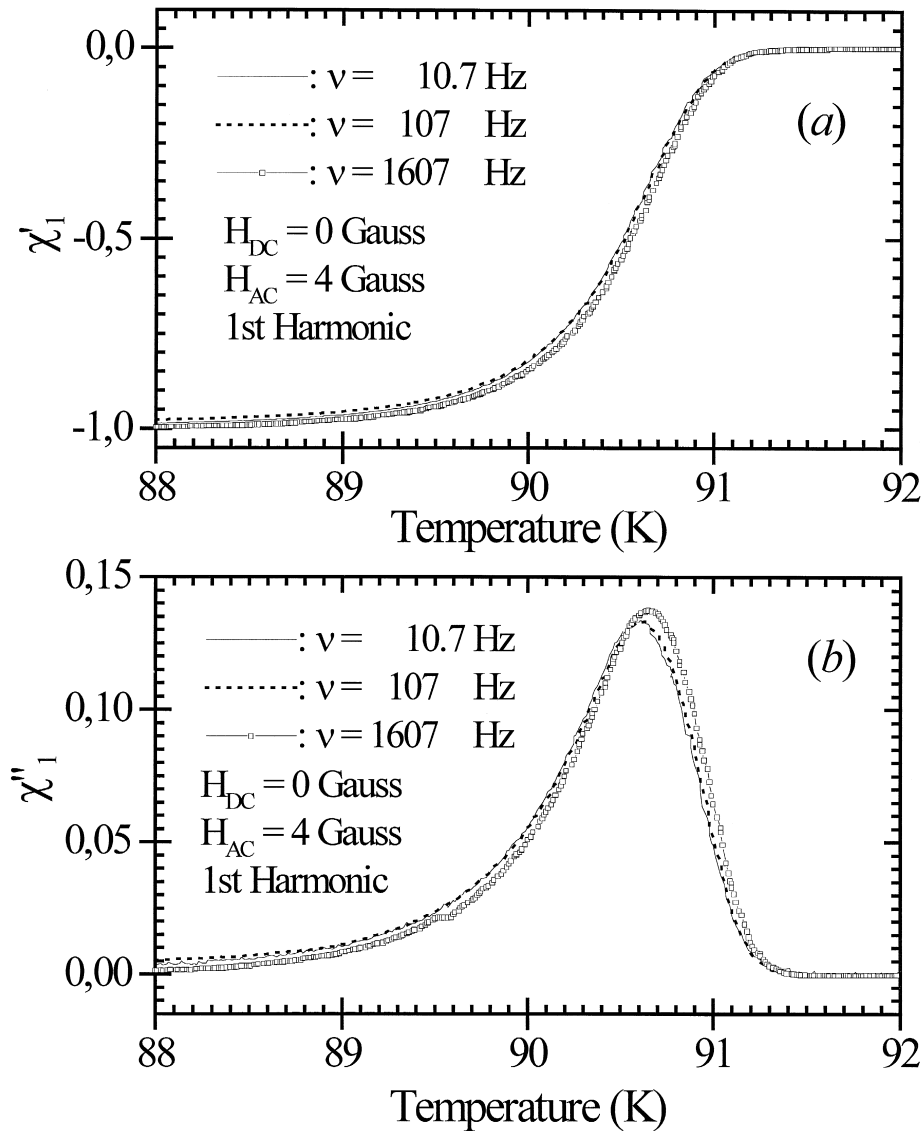 0,0
: ν = 10.7 Hz
: ν = 107 Hz
: ν = 1607 Hz
(a)
H_DC = 0 Gauss
H_AC = 4 Gauss
1st Harmonic
χ'₁
-0,5
-1,0
88 89 90 91 92
Temperature (K)
0,15
: ν = 10.7 Hz
: ν = 107 Hz
: ν = 1607 Hz
(b)
0,10
H_DC = 0 Gauss
H_AC = 4 Gauss
1st Harmonic
χ''₁
0,05
0,00
88 89 90 91 92
Temperature (K)